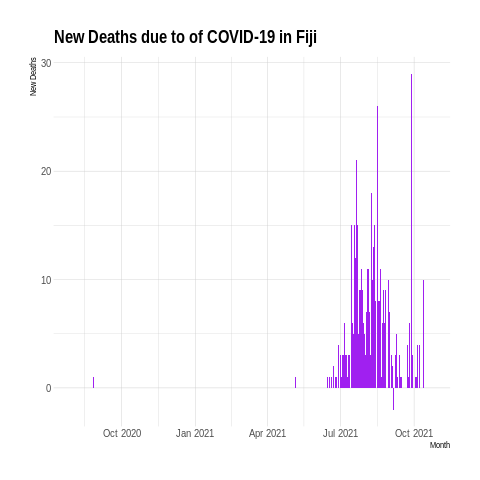 New Deaths due to of COVID-19 in Fiji
New Deaths
30
20
10
0
Oct 2020 Jan 2021 Apr 2021 Jul 2021 Oct 2021
Month